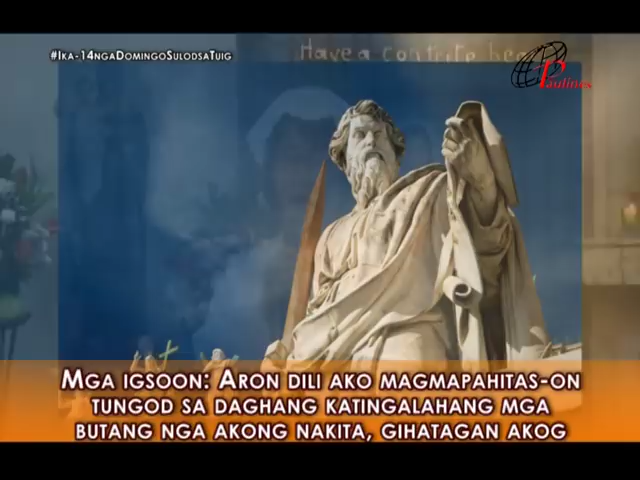 #Ika-14ngaDomingoSulodsaTuig
Have a contrite hea
Paulines
Mga igsoon: Aron dili ako magmapahitas-on
tungod sa daghang katingalahang mga
butang nga akong nakita, gihatagan akog